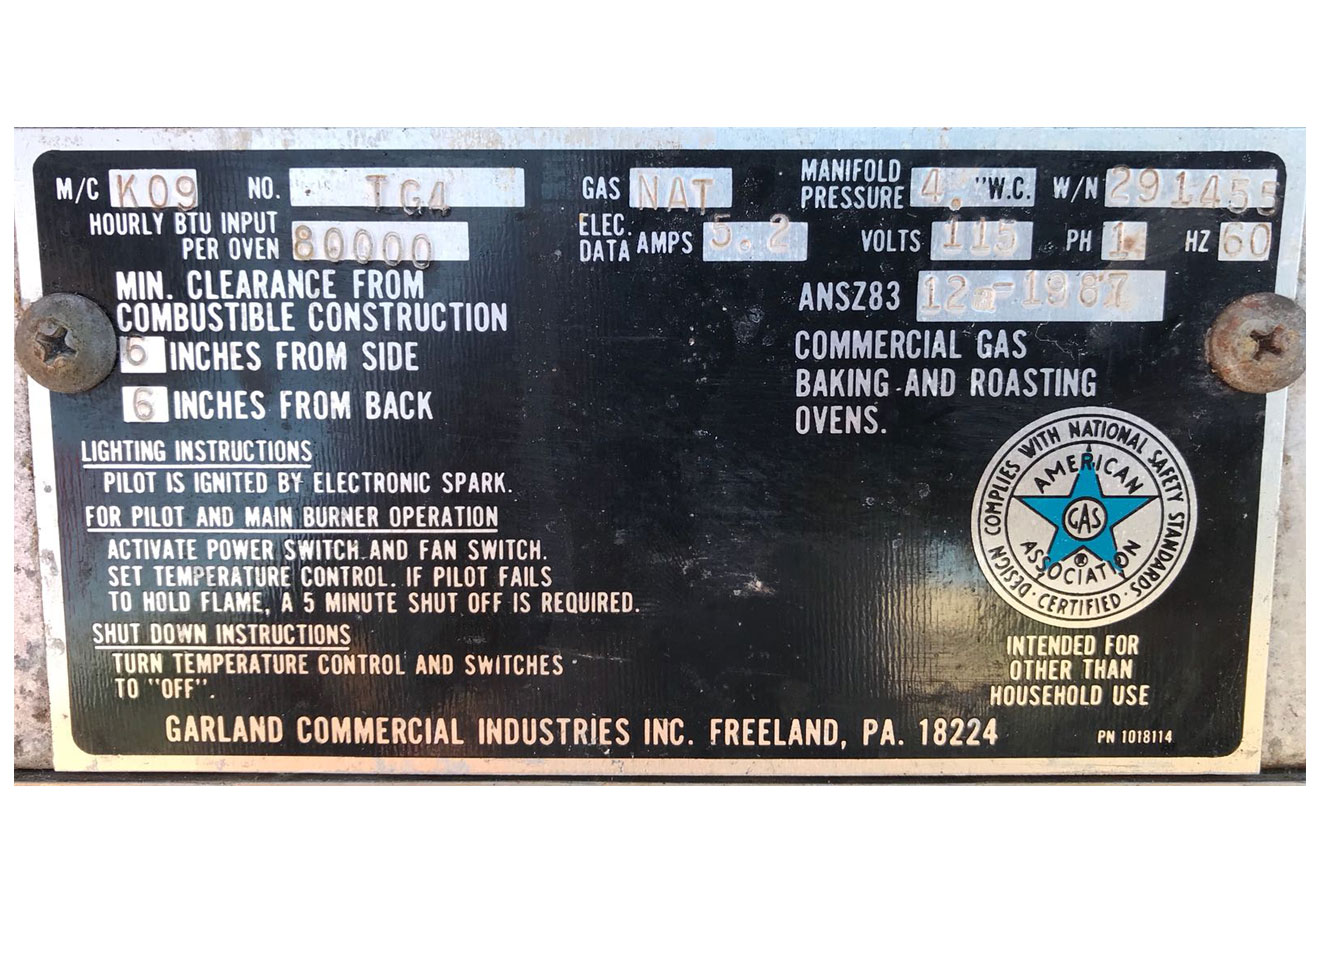 M/C K09 NO. TG4 GAS NAT MANIFOLD PRESSURE 4. "W.C. W/N 291455
HOURLY BTU INPUT PER OVEN 80000 ELEC. DATA AMPS 5.2 VOLTS 115 PH 1 HZ 60
MIN. CLEARANCE FROM
COMBUSTIBLE CONSTRUCTION
6 INCHES FROM SIDE
6 INCHES FROM BACK
ANSZ83 12a-1987
COMMERCIAL GAS
BAKING AND ROASTING
OVENS.
LIGHTING INSTRUCTIONS
PILOT IS IGNITED BY ELECTRONIC SPARK.
FOR PILOT AND MAIN BURNER OPERATION
ACTIVATE POWER SWITCH AND FAN SWITCH.
SET TEMPERATURE CONTROL. IF PILOT FAILS
TO HOLD FLAME, A 5 MINUTE SHUT OFF IS REQUIRED.
SHUT DOWN INSTRUCTIONS
TURN TEMPERATURE CONTROL AND SWITCHES
TO "OFF".
DESIGN COMPLIES WITH NATIONAL SAFETY STANDARDS·
·CERTIFIED·
AMERICAN
GAS
®
ASSOCIATION
INTENDED FOR
OTHER THAN
HOUSEHOLD USE
GARLAND COMMERCIAL INDUSTRIES INC. FREELAND, PA. 18224
PN 1018114